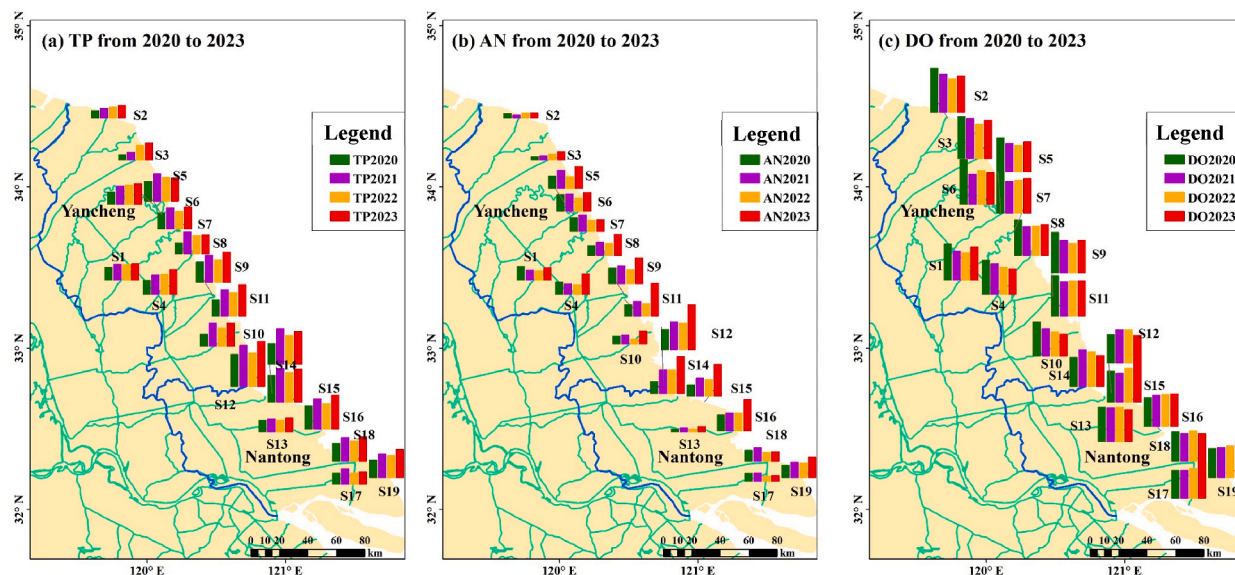 35° N
34° N
33° N
32° N
(a) TP from 2020 to 2023
Legend
TP2020
TP2021
TP2022
TP2023
S2
S3
S5
S6
Yancheng
S7
S8
S1
S9
S4
S11
S10
S14
S12
S15
S16
S13
S18
Nantong
S17
S19
0 10 20 40 60 80
km
120° E
121° E
(b) AN from 2020 to 2023
Legend
AN2020
AN2021
AN2022
AN2023
S2
S3
S5
S6
Yancheng
S7
S8
S1
S9
S4
S11
S12
S10
S14
S15
S16
S13
S18
Nantong
S17
S19
0 10 20 40 60 80
km
120° E
121° E
35° N
34° N
33° N
32° N
(c) DO from 2020 to 2023
Legend
DO2020
DO2021
DO2022
DO2023
S2
S3
S5
S6
S7
Yancheng
S8
S1
S9
S4
S11
S12
S10
S14
S15
S13
S16
S18
Nantong
S17
S19
0 10 20 40 60 80
km
120° E
121° E